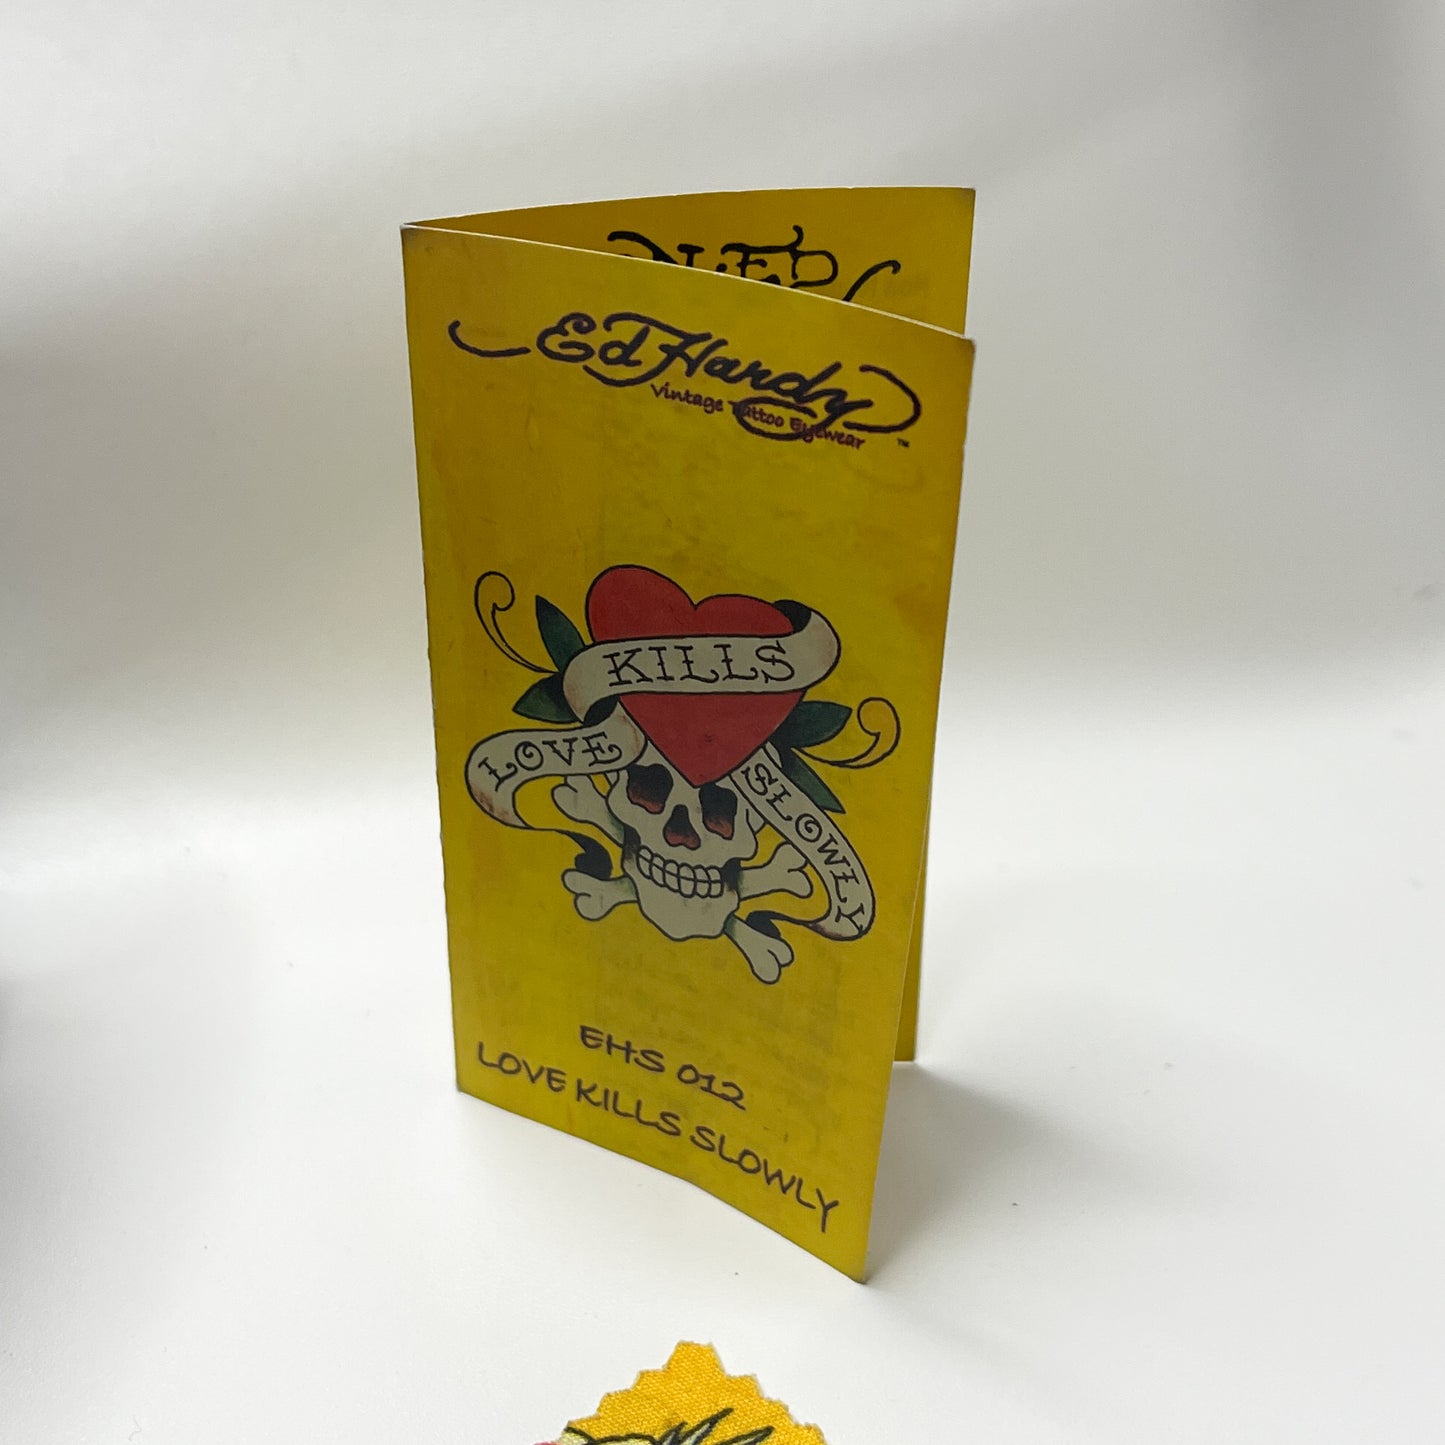 Ed Hardy
Vintage Tattoo Eyewear
™
KILLS
LOVE
SLOWLY
EHS 012
LOVE KILLS SLOWLY